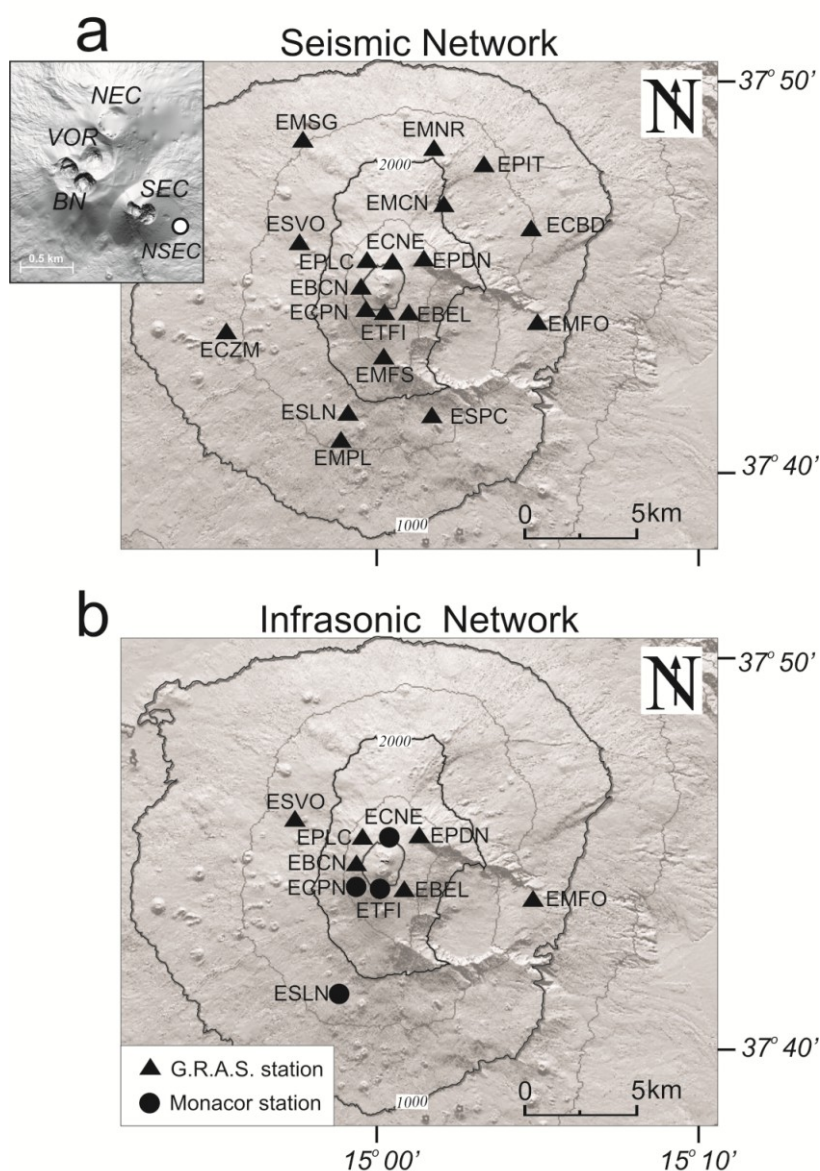 a
Seismic Network
NEC
VOR
BN
SEC
NSEC
0.5 km
N
37° 50'
EMSG
EMNR
2000
EPIT
EMCN
ECBD
ESVO
ECNE
EPLC
EPDN
EBCN
ECPN
EBEL
ETFI
EMFO
ECZM
EMFS
ESLN
ESPC
EMPL
37° 40'
0 5km
1000
b
Infrasonic Network
N
37° 50'
2000
ESVO
ECNE
EPLC
EPDN
EBCN
ECPN
EBEL
ETFI
EMFO
ESLN
37° 40'
G.R.A.S. station
Monacor station
0 5km
1000
15° 00' 15° 10'